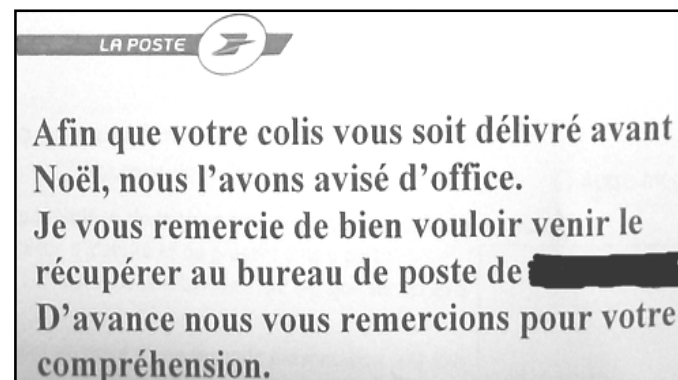 LA POSTE
Afin que votre colis vous soit délivré avant
Noël, nous l’avons avisé d’office.
Je vous remercie de bien vouloir venir le
récupérer au bureau de poste de
D’avance nous vous remercions pour votre
compréhension.